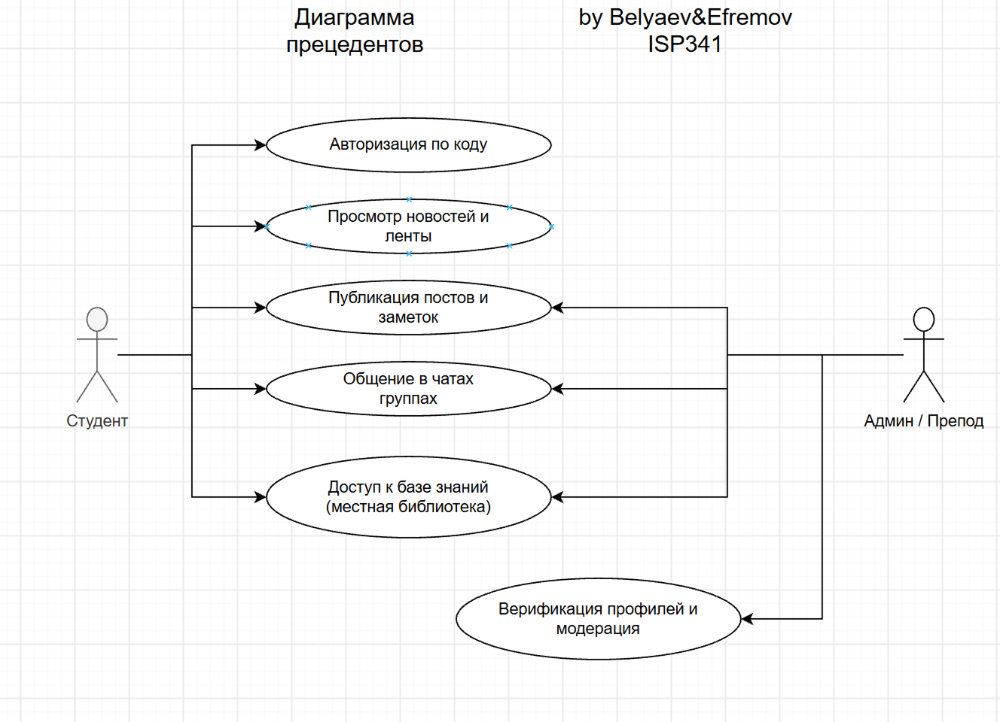 Диаграмма
прецедентов
by Belyaev&Efremov
ISP341
Авторизация по коду
Просмотр новостей и
ленты
Публикация постов и
заметок
Общение в чатах
группах
Студент
Админ / Препод
Доступ к базе знаний
(местная библиотека)
Верификация профилей и
модерация